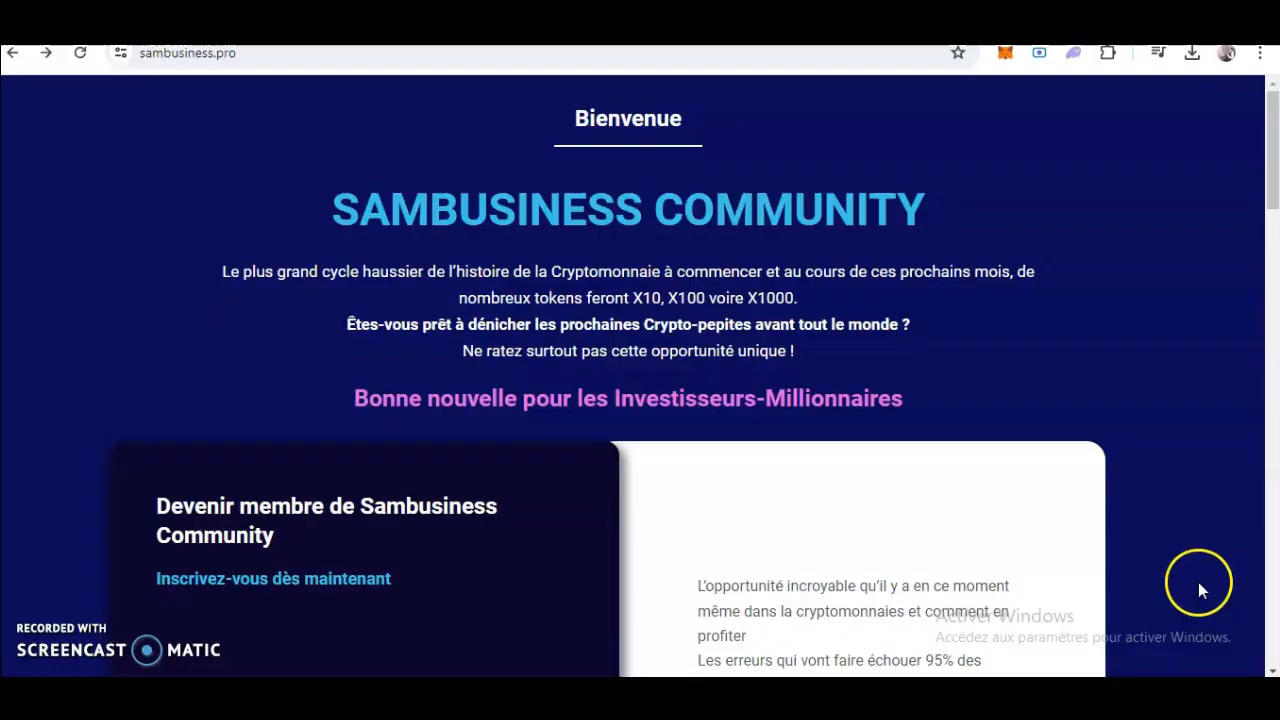 sambusiness.pro
Bienvenue
SAMBUSINESS COMMUNITY
Le plus grand cycle haussier de l'histoire de la Cryptomonnaie à commencer et au cours de ces prochains mois, de
nombreux tokens feront X10, X100 voire X1000.
Êtes-vous prêt à dénicher les prochaines Crypto-pepites avant tout le monde ?
Ne ratez surtout pas cette opportunité unique !
Bonne nouvelle pour les Investisseurs-Millionnaires
Devenir membre de Sambusiness
Community
Inscrivez-vous dès maintenant
L'opportunité incroyable qu'il y a en ce moment
même dans la cryptomonnaies et comment en
profiter
Les erreurs qui vont faire échouer 95% des
Activer Windows
Accédez aux paramètres pour activer Windows.
RECORDED WITH
SCREENCAST MATIC